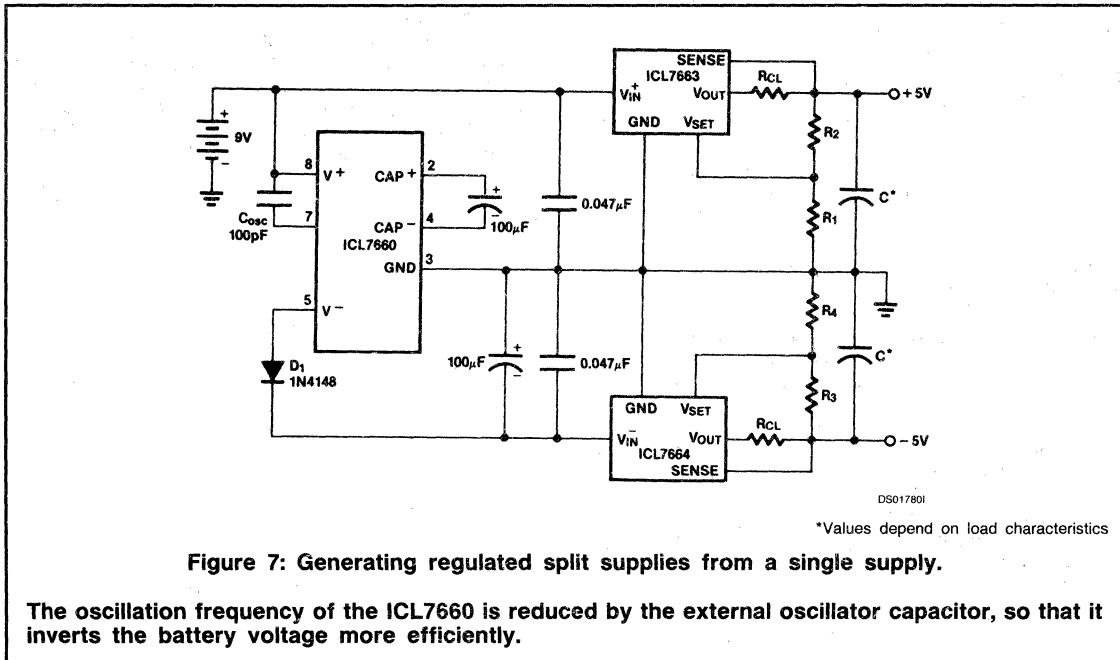 SENSE
ICL7663
V+IN
VOUT
RCL
+5V
GND
VSET
R2
+
9V
-
8
V+
CAP+
2
+
0.047μF
C*
COSC
100pF
7
CAP-
4
-
100μF
R1
ICL7660
GND
3
5
V-
R4
D1
1N4148
100μF
+
-
0.047μF
C*
R3
GND
VSET
V-IN
VOUT
RCL
-5V
ICL7664
SENSE
DS01780I
*Values depend on load characteristics
Figure 7: Generating regulated split supplies from a single supply.
The oscillation frequency of the ICL7660 is reduced by the external oscillator capacitor, so that it
inverts the battery voltage more efficiently.